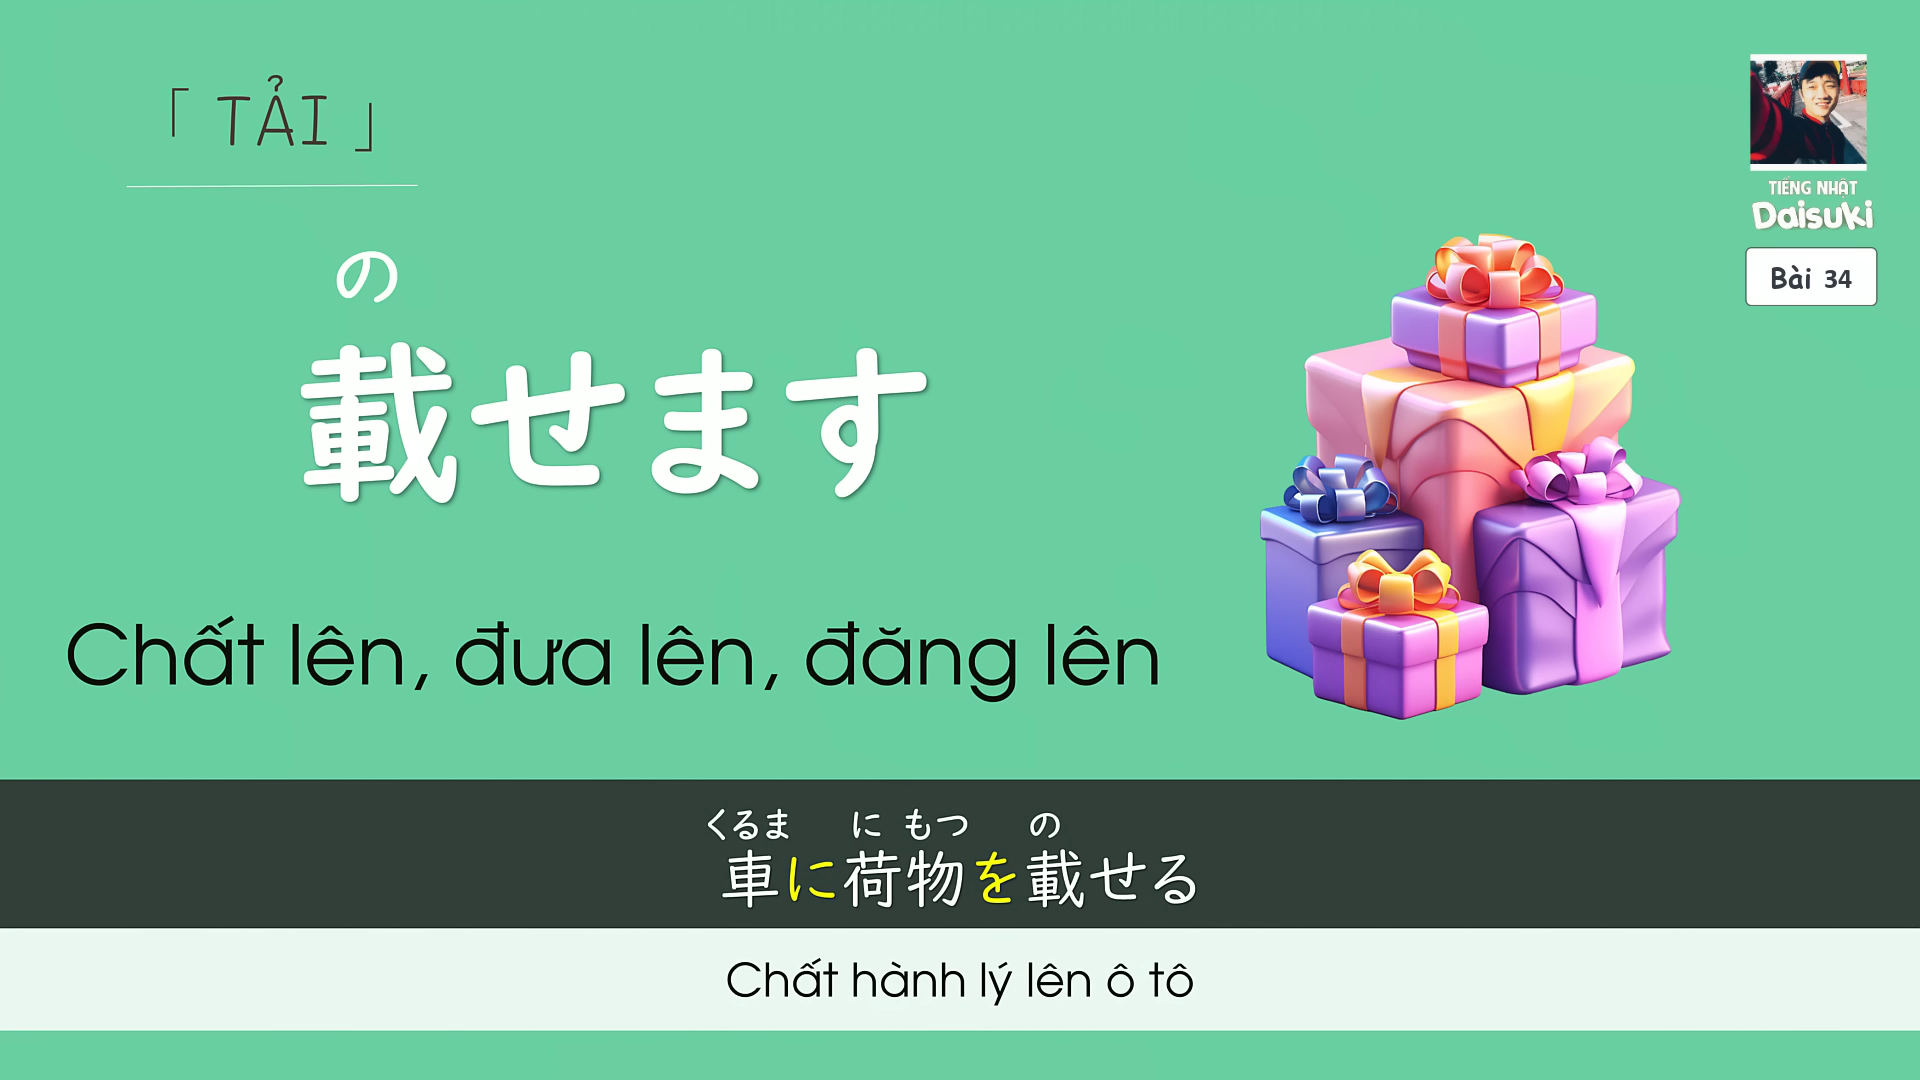 「 TẢI 」
TIẾNG NHẬT
Daisuki
Bài 34
の
載せます
Chất lên, đưa lên, đăng lên
くるま に もつ の
車に荷物を載せる
Chất hành lý lên ô tô